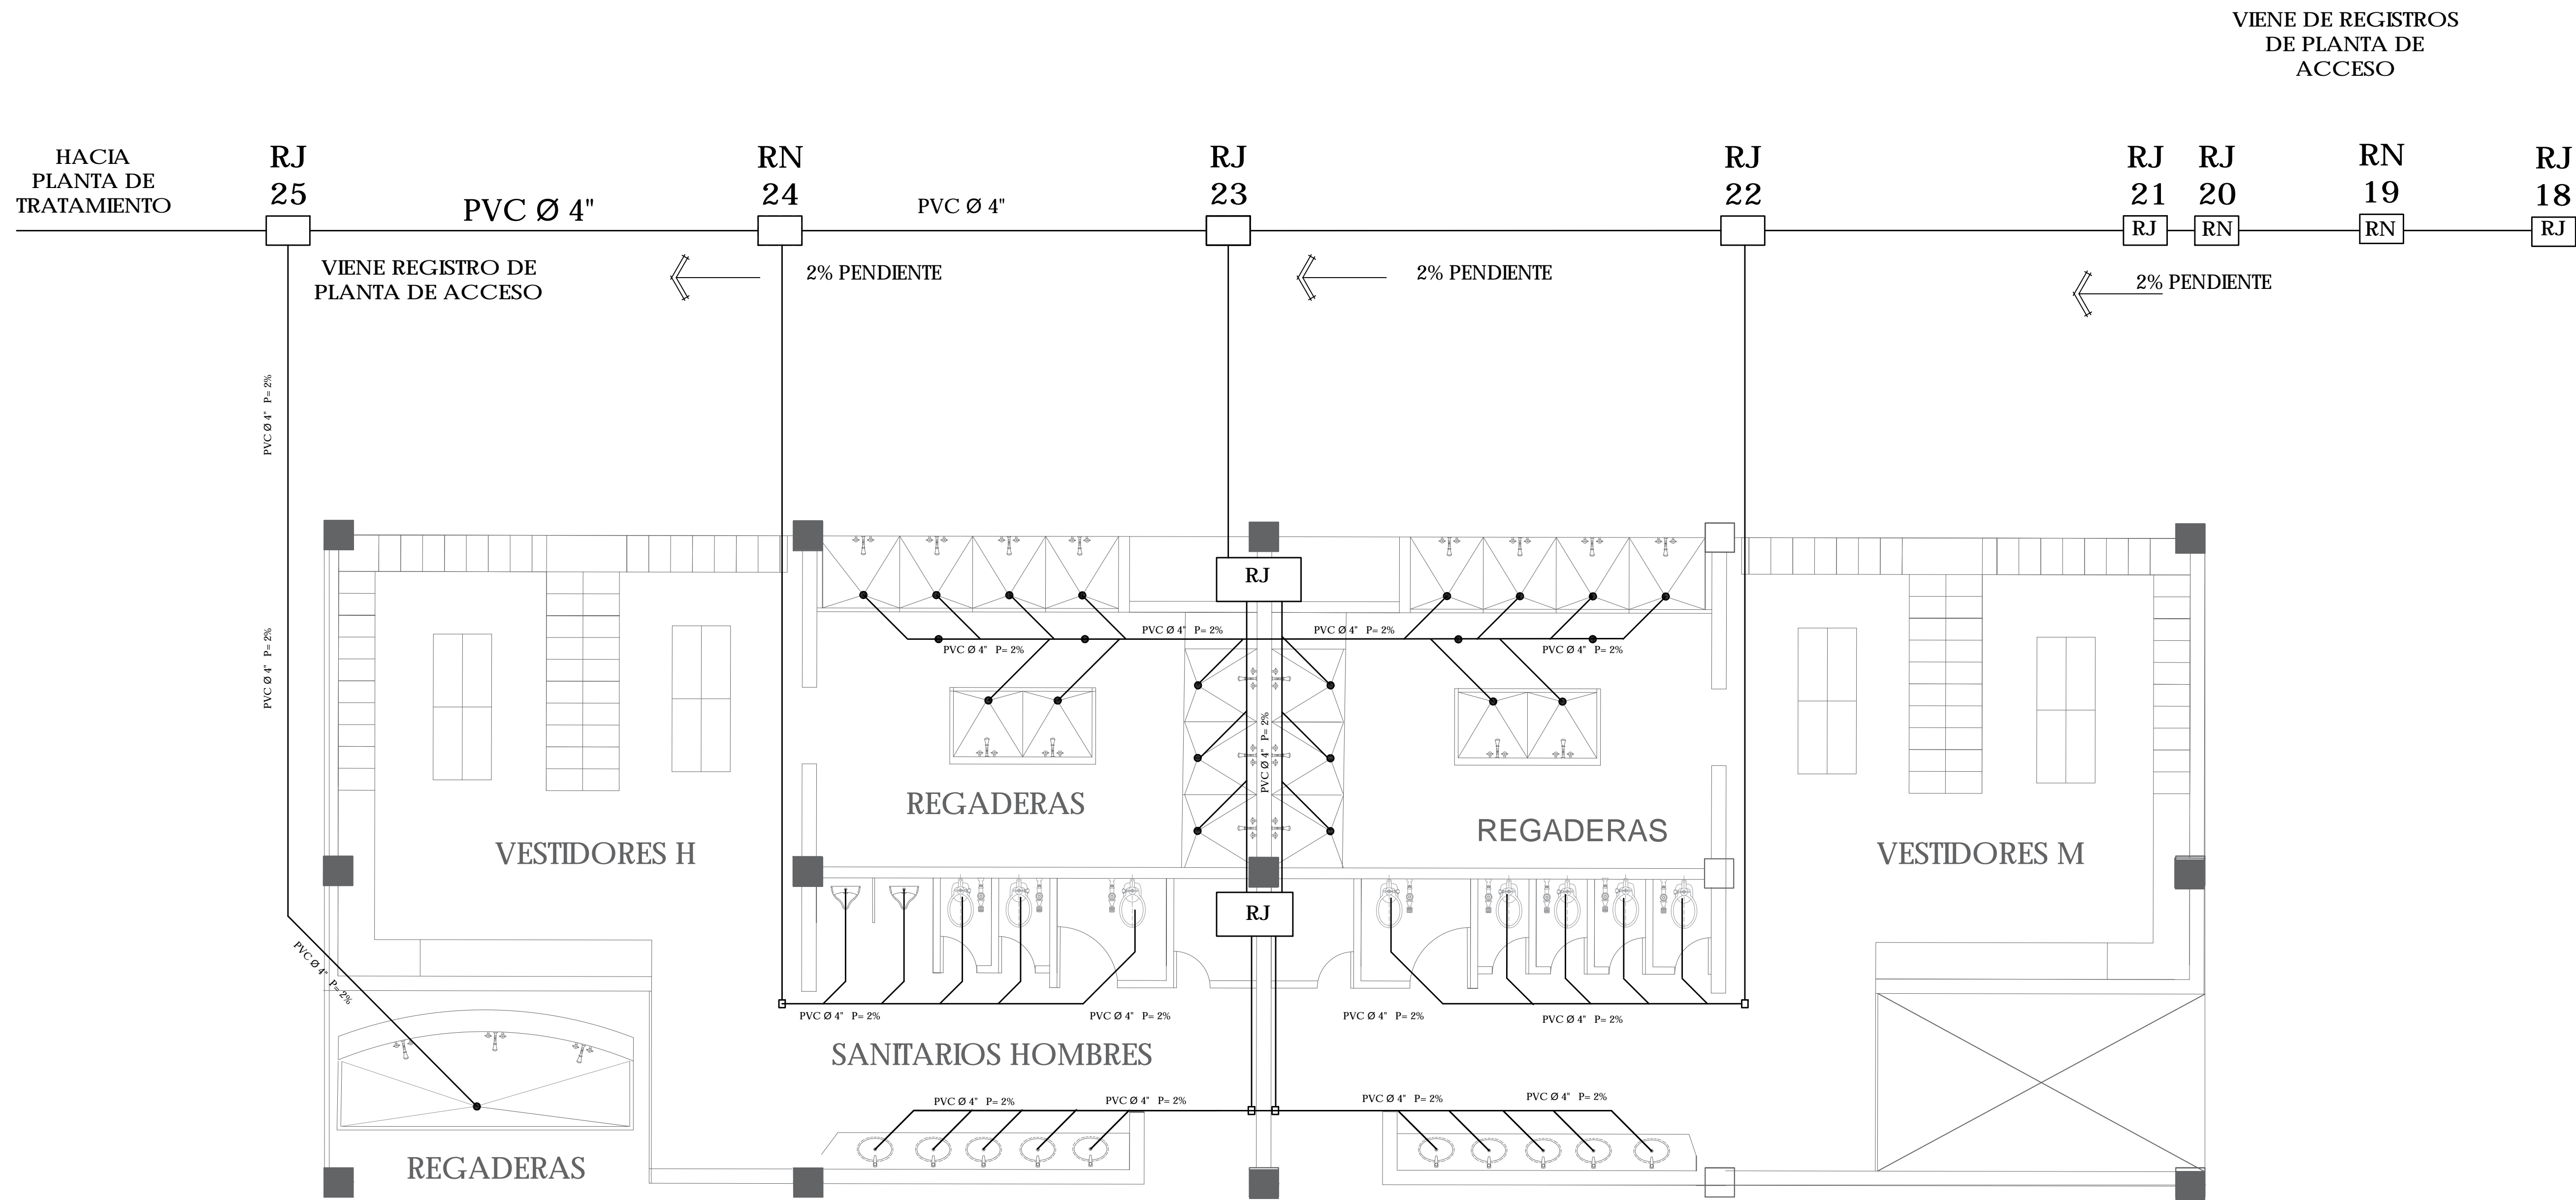 VIENE DE REGISTROS
DE PLANTA DE
ACCESO
HACIA
PLANTA DE
TRATAMIENTO
RJ
25
PVC Ø 4"
RN
24
PVC Ø 4"
RJ
23
RJ
22
RJ
21
RJ
RJ
20
RN
RN
19
RN
RJ
18
RJ
VIENE REGISTRO DE
PLANTA DE ACCESO
2% PENDIENTE
2% PENDIENTE
2% PENDIENTE
PVC Ø 4" P= 2%
PVC Ø 4" P= 2%
RJ
PVC Ø 4" P= 2%
PVC Ø 4" P= 2%
PVC Ø 4" P= 2%
PVC Ø 4" P= 2%
PVC Ø 4" P= 2%
REGADERAS
REGADERAS
VESTIDORES H
VESTIDORES M
RJ
PVC Ø 4" P= 2%
PVC Ø 4" P= 2%
PVC Ø 4" P= 2%
PVC Ø 4" P= 2%
PVC Ø 4" P= 2%
SANITARIOS HOMBRES
PVC Ø 4" P= 2%
PVC Ø 4" P= 2%
PVC Ø 4" P= 2%
PVC Ø 4" P= 2%
REGADERAS